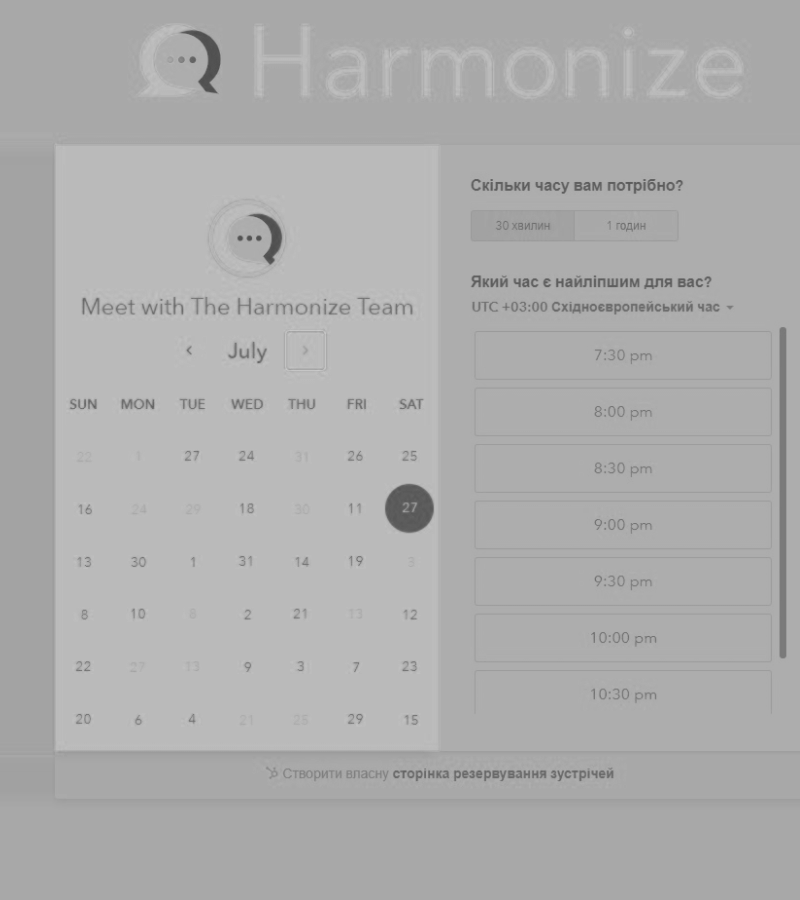 Harmonize
Meet with The Harmonize Team
July
SUN MON TUE WED THU FRI SAT
22 1 27 24 31 26 25
16 24 29 18 30 11 27
13 30 1 31 14 19 3
8 10 8 2 21 13 12
22 27 13 9 3 7 23
20 6 4 21 25 29 15
Скільки часу вам потрібно?
30 хвилин 1 годин
Який час є найліпшим для вас?
UTC +03:00 Східноєвропейський час
7:30 pm
8:00 pm
8:30 pm
9:00 pm
9:30 pm
10:00 pm
10:30 pm
Створити власну сторінка резервування зустрічей